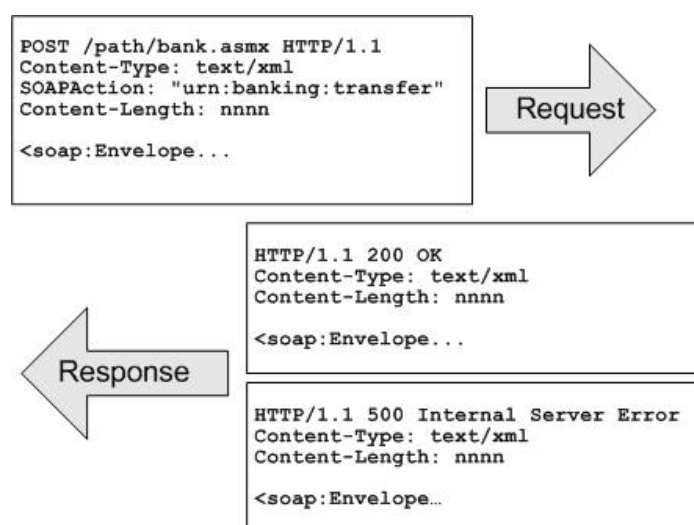 POST /path/bank.asmx HTTP/1.1
Content-Type: text/xml
SOAPAction: "urn:banking:transfer"
Content-Length: nnnn
<soap:Envelope...
Request
HTTP/1.1 200 OK
Content-Type: text/xml
Content-Length: nnnn
<soap:Envelope...
Response
HTTP/1.1 500 Internal Server Error
Content-Type: text/xml
Content-Length: nnnn
<soap:Envelope…